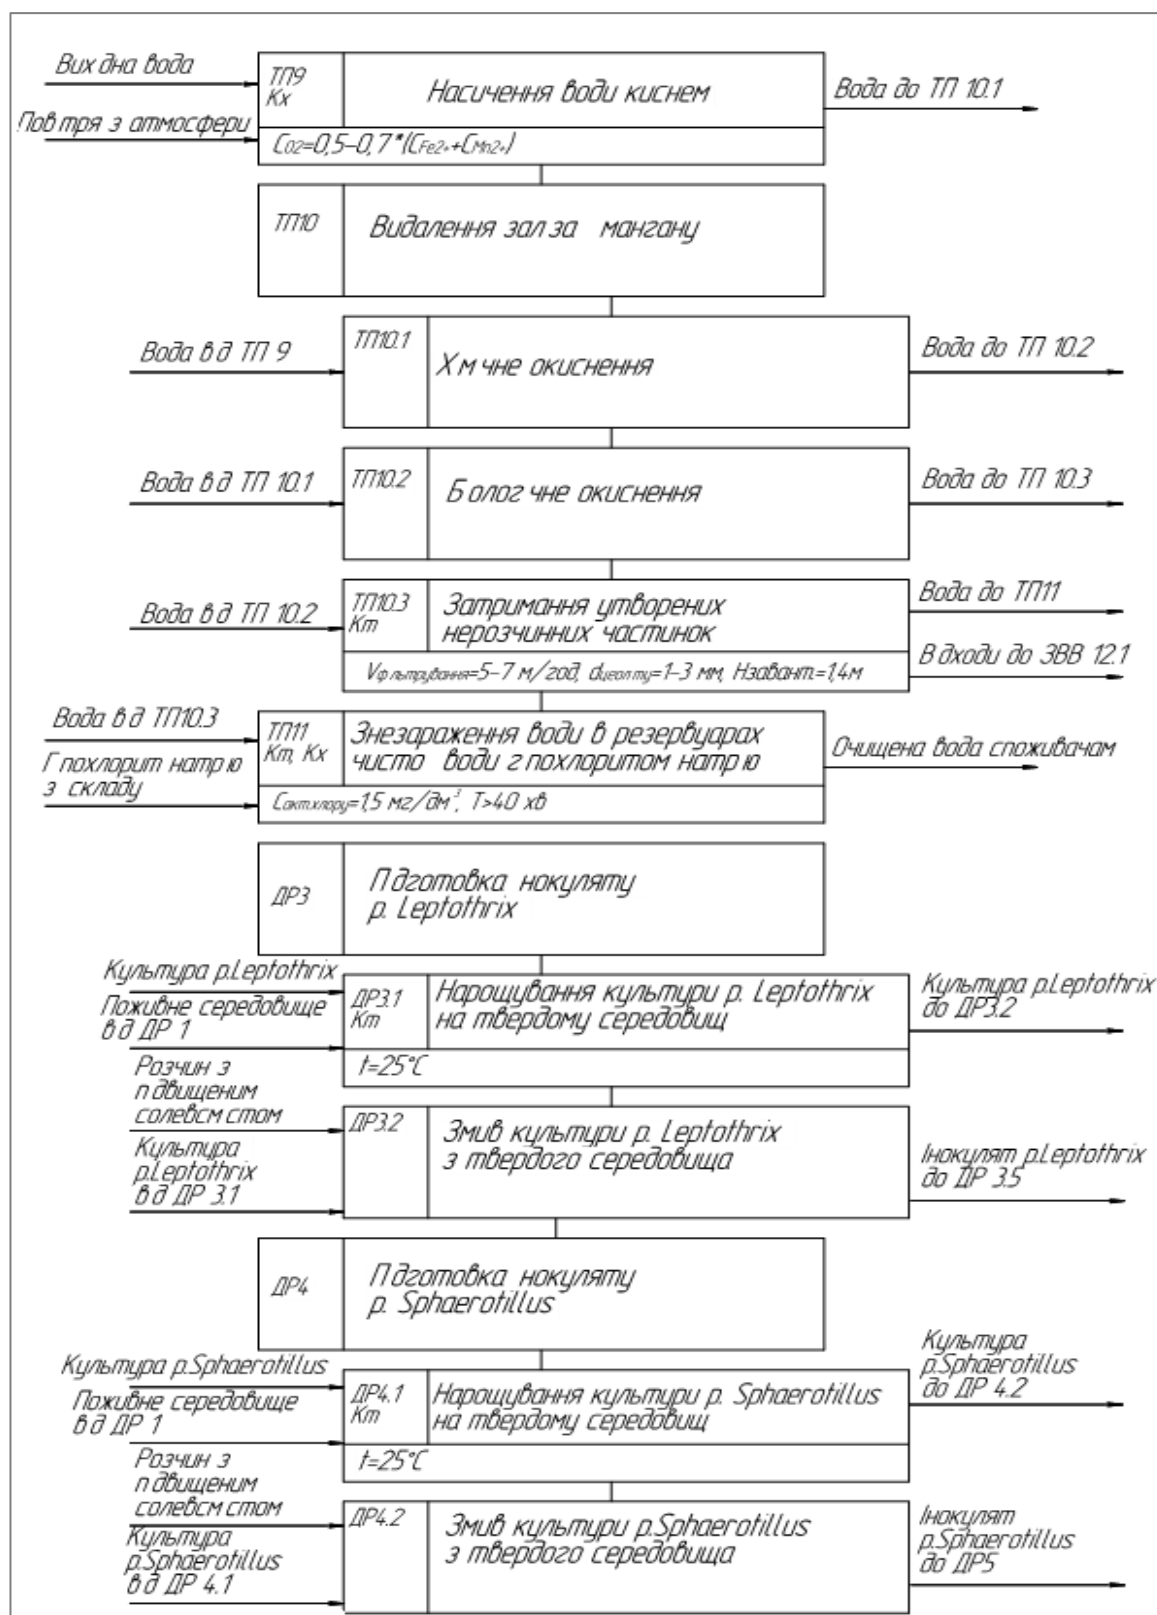 Вих дна вода
Пов тря з атмосфери
ТП9
Кх
Насичення води киснем
Вода до ТП 10.1
CO2=0,5-0,7*(CFe2++CMn2+)
ТП10
Видалення зал за мангану
Вода в д ТП 9
ТП10.1
Х м чне окиснення
Вода до ТП 10.2
Вода в д ТП 10.1
ТП10.2
Б олог чне окиснення
Вода до ТП 10.3
Вода в д ТП 10.2
ТП10.3
Кт
Затримання утворених
нерозчинних частинок
Вода до ТП11
В дходи до ЗВВ 12.1
Vф льтрування=5-7 м/год, dцеол ту=1-3 мм, Hзавант.=1,4м
Вода в д ТП10.3
Г похлорит натр ю
з складу
ТП11
Кт, Кх
Знезараження води в резервуарах
чисто води г похлоритом натр ю
Очищена вода споживачам
Cакт.хлору=1,5 мг/дм³, T>40 хв
ДР3
П дготовка нокуляту
р. Leptothrix
Культура р.Leptothrix
Поживне середовище
в д ДР 1
ДР3.1
Кт
Нарощування культури р. Leptothrix
на твердому середовищ
Культура р.Leptothrix
до ДР3.2
t=25°C
Розчин з
п двищеним
солевм стом
Культура
р.Leptothrix
в д ДР 3.1
ДР3.2
Змив культури р. Leptothrix
з твердого середовища
Інокулят р.Leptothrix
до ДР 3.5
ДР4
П дготовка нокуляту
р. Sphaerotillus
Культура р.Sphaerotillus
Поживне середовище
в д ДР 1
ДР4.1
Кт
Нарощування культури р. Sphaerotillus
на твердому середовищ
Культура
р.Sphaerotillus
до ДР 4.2
t=25°C
Розчин з
п двищеним
солевм стом
Культура
р.Sphaerotillus
в д ДР 4.1
ДР4.2
Змив культури р.Sphaerotillus
з твердого середовища
Інокулят
р.Sphaerotillus
до ДР5